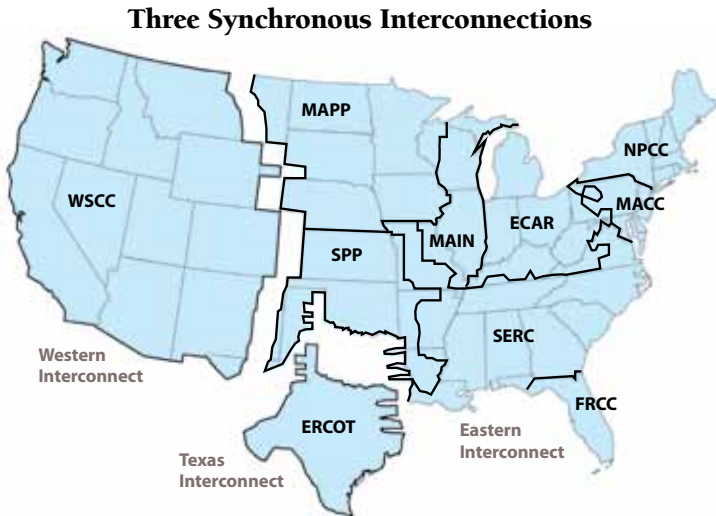 Three Synchronous Interconnections
MAPP
NPCC
WSCC
MACC
ECAR
MAIN
SPP
SERC
Western
Interconnect
FRCC
ERCOT
Eastern
Interconnect
Texas
Interconnect